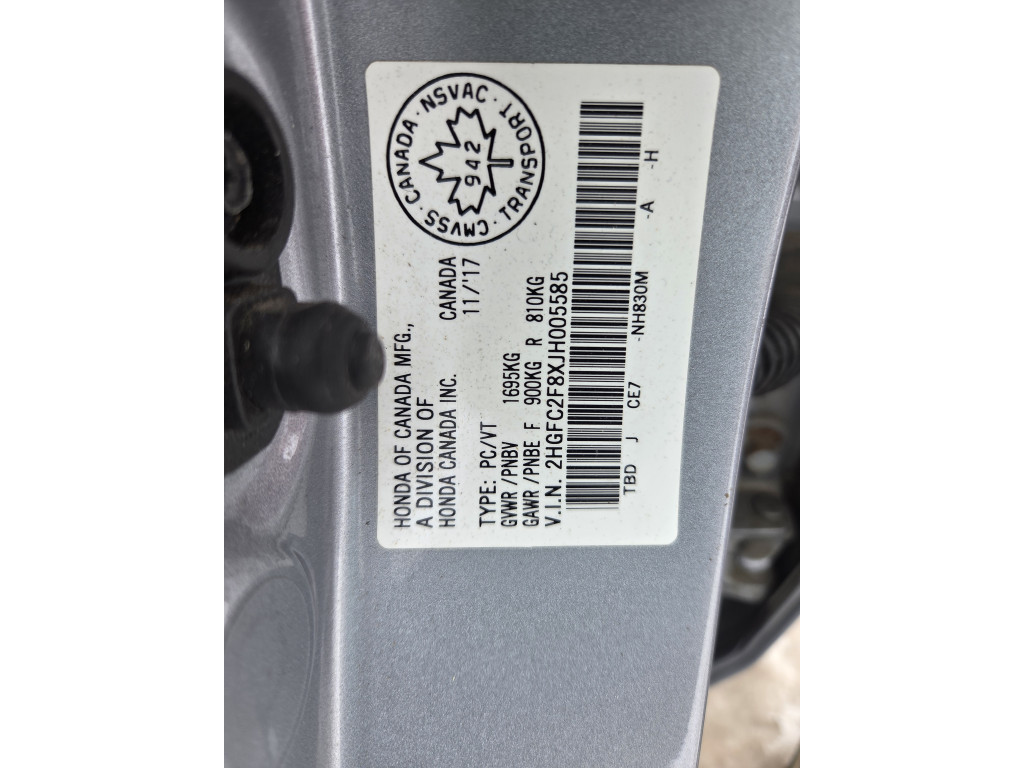 HONDA OF CANADA MFG.,
A DIVISION OF
HONDA CANADA INC. CANADA
11/'17
TYPE: PC/VT
GVWR /PNBV 1695KG
GAWR /PNBE F 900KG R 810KG
V.I.N. 2HGFC2F8XJH005585
TBD J CE7 -NH830M -A -H
CMVSS · CANADA · NSVAC · TRANSPORT ·
942